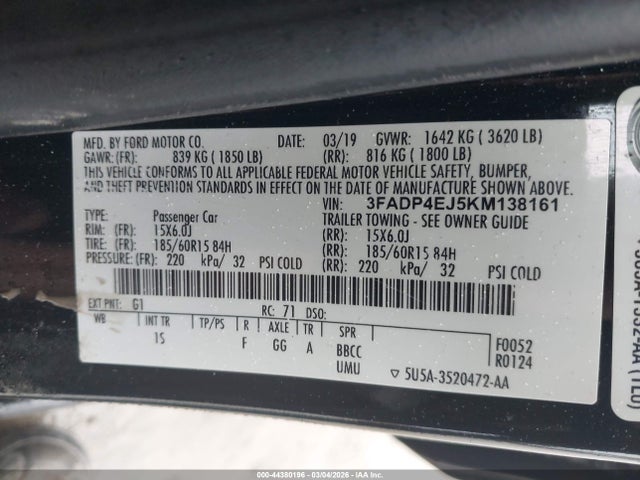 MFD. BY FORD MOTOR CO. DATE: 03/19 GVWR: 1642 KG ( 3620 LB)
GAWR: (FR): 839 KG ( 1850 LB) (RR): 816 KG ( 1800 LB)
THIS VEHICLE CONFORMS TO ALL APPLICABLE FEDERAL MOTOR VEHICLE SAFETY, BUMPER,
AND THEFT PREVENTION STANDARDS IN EFFECT ON THE DATE OF MANUFACTURE SHOWN ABOVE.
VIN: 3FADP4EJ5KM138161
TYPE: Passenger Car TRAILER TOWING - SEE OWNER GUIDE
RIM: (FR): 15X6.0J (RR): 15X6.0J
TIRE: (FR): 185/60R15 84H (RR): 185/60R15 84H
PRESSURE: (FR): 220 kPa/ 32 PSI COLD (RR): 220 kPa/ 32 PSI COLD
EXT PNT: G1 RC: 71 DSO:
WB INT TR TP/PS R AXLE TR SPR F0052
1S F GG A BBCC R0124
UMU ▽ 5U5A-3520472-AA
000-44380196 - 03/04/2026 - IAAI.COM